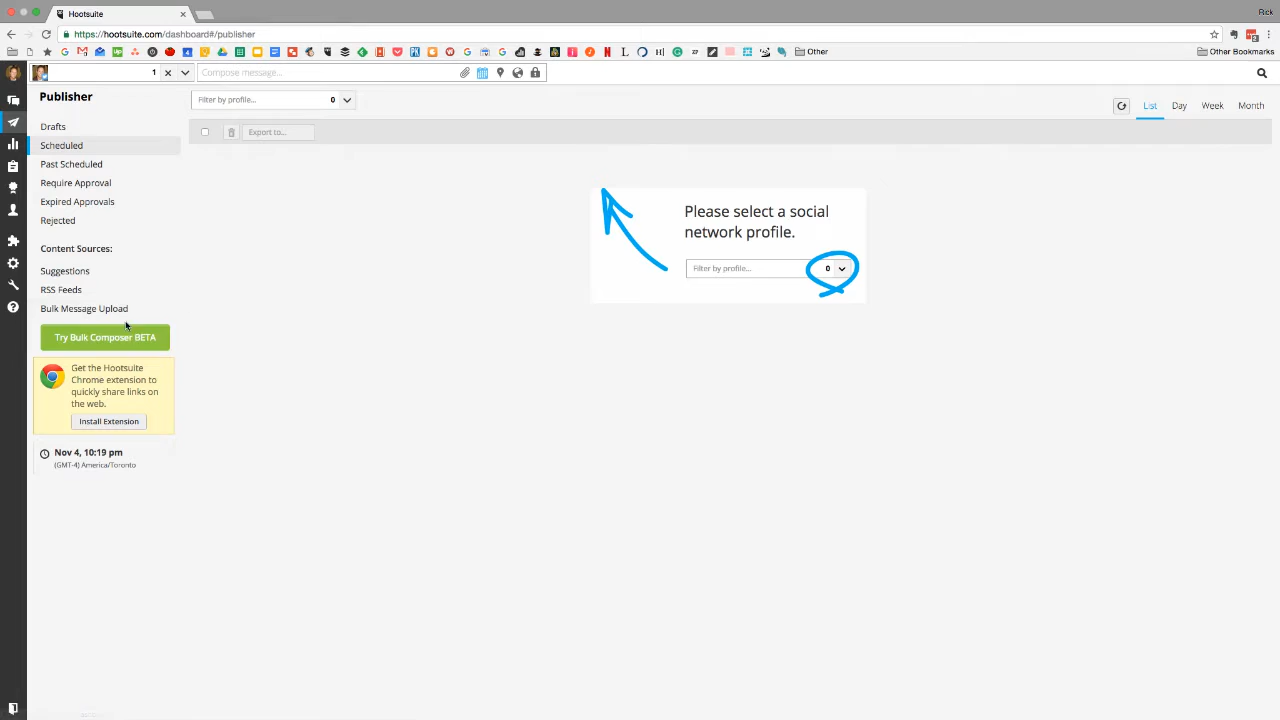 Hootsuite
Rick
https://hootsuite.com/dashboard#/publisher
Other
Other Bookmarks
1
Compose message...
Publisher
Filter by profile...
0
List
Day
Week
Month
Drafts
Export to...
Scheduled
Past Scheduled
Require Approval
Expired Approvals
Rejected
Please select a social
network profile.
Filter by profile...
0
Content Sources:
Suggestions
RSS Feeds
Bulk Message Upload
Try Bulk Composer BETA
Get the Hootsuite
Chrome extension to
quickly share links on
the web.
Install Extension
Nov 4, 10:19 pm
(GMT-4) America/Toronto